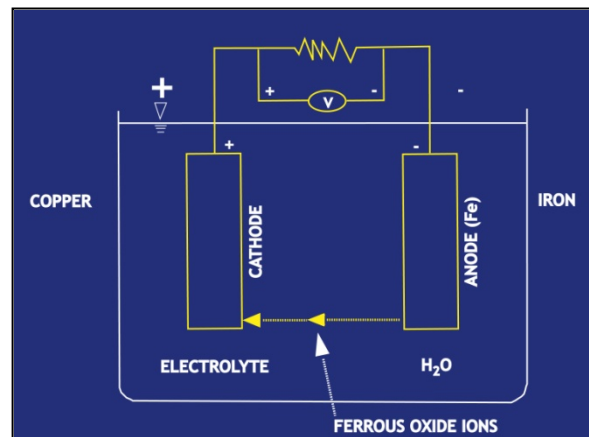 +
+
V
-
-
+
-
COPPER
CATHODE
ANODE (Fe)
IRON
ELECTROLYTE
H₂O
FERROUS OXIDE IONS